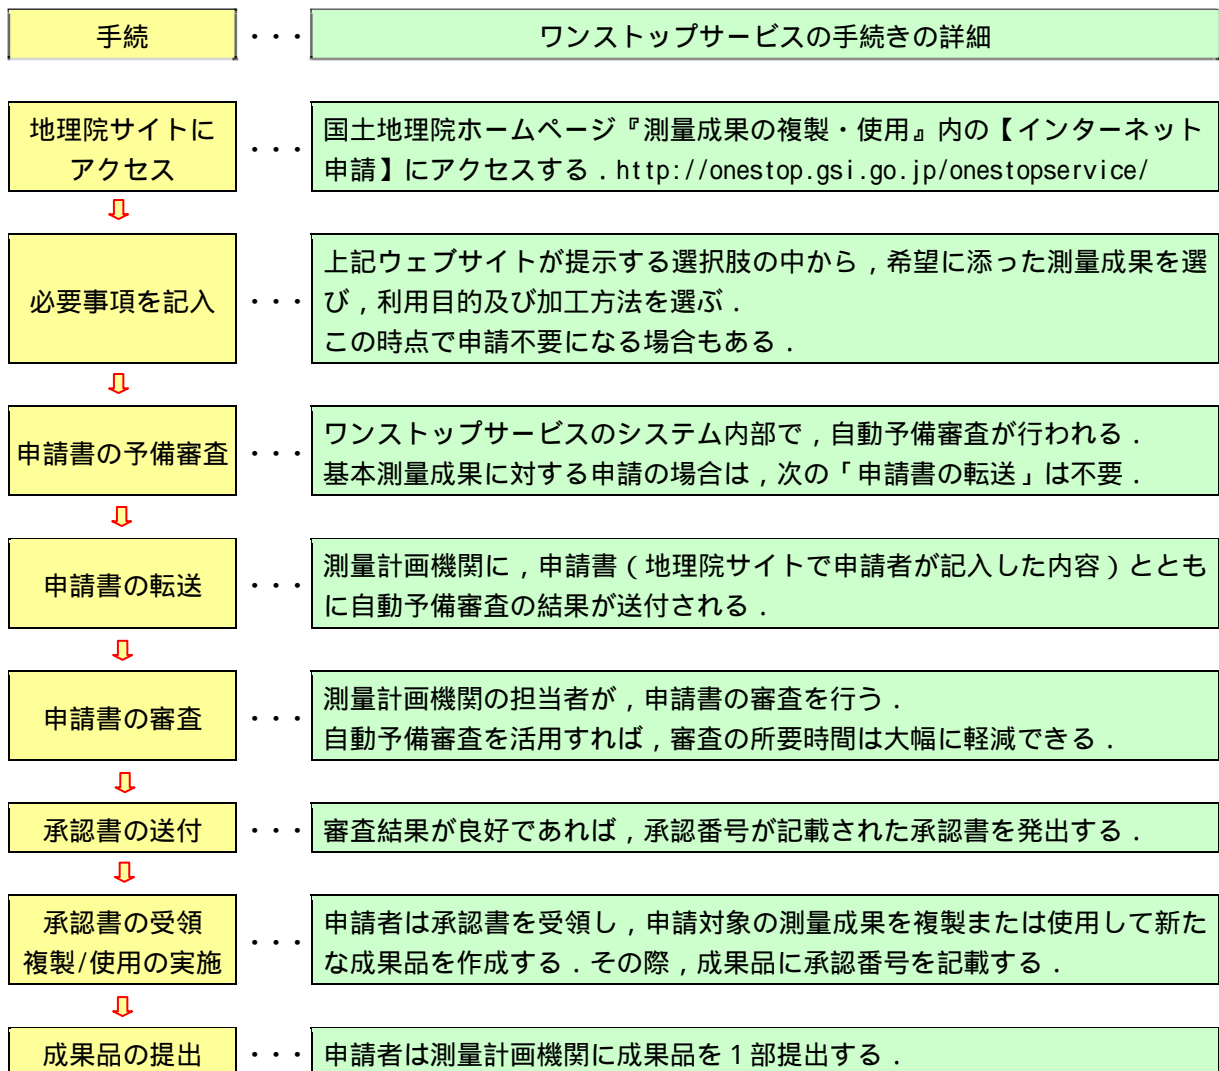 手続 ・・・ ワンストップサービスの手続きの詳細
地理院サイトに
アクセス
・・・
国土地理院ホームページ『測量成果の複製・使用』内の【インターネット
申請】にアクセスする．http://onestop.gsi.go.jp/onestopservice/
必要事項を記入
・・・
上記ウェブサイトが提示する選択肢の中から，希望に添った測量成果を選
び，利用目的及び加工方法を選ぶ．
この時点で申請不要になる場合もある．
申請書の予備審査
・・・
ワンストップサービスのシステム内部で，自動予備審査が行われる．
基本測量成果に対する申請の場合は，次の「申請書の転送」は不要．
申請書の転送
・・・
測量計画機関に，申請書（地理院サイトで申請者が記入した内容）ととも
に自動予備審査の結果が送付される．
申請書の審査
・・・
測量計画機関の担当者が，申請書の審査を行う．
自動予備審査を活用すれば，審査の所要時間は大幅に軽減できる．
承認書の送付 ・・・ 審査結果が良好であれば，承認番号が記載された承認書を発出する．
承認書の受領
複製/使用の実施
・・・
申請者は承認書を受領し，申請対象の測量成果を複製または使用して新た
な成果品を作成する．その際，成果品に承認番号を記載する．
成果品の提出 ・・・ 申請者は測量計画機関に成果品を１部提出する．